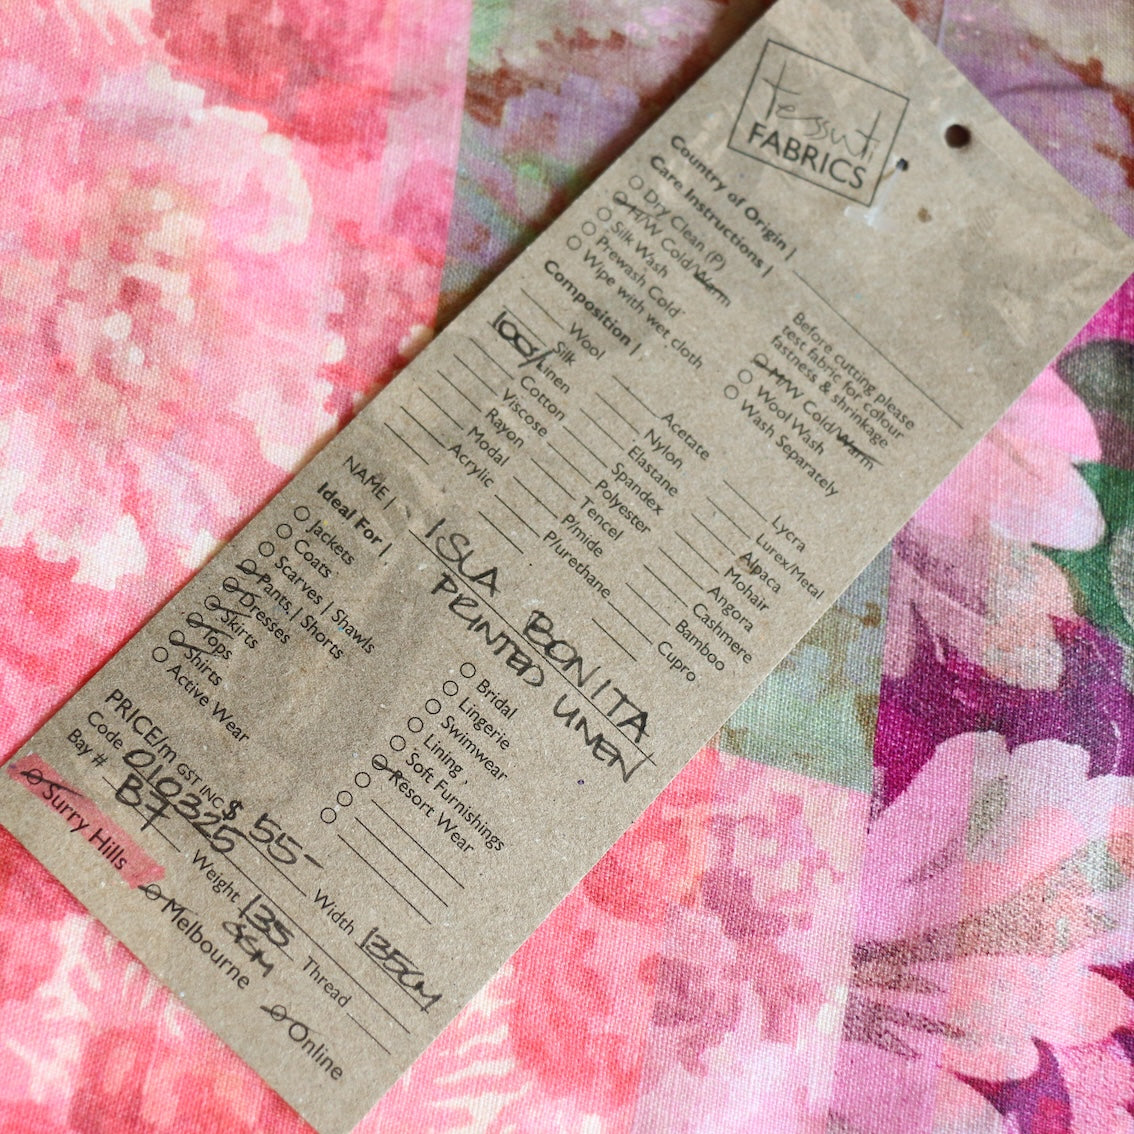 tessuti
FABRICS
Country of Origin |
Care Instructions |
Dry Clean (P)
H/W Cold/Warm
Silk Wash
Prewash Cold
Wipe with wet cloth
Before cutting please
test fabric for colour
fastness & shrinkage
M/W Cold/Warm
Wool Wash
Wash Separately
Composition |
Wool
Silk
100% Linen
Cotton
Viscose
Rayon
Modal
Acrylic
Acetate
Nylon
Elastane
Spandex
Polyester
Tencel
P/mide
P/urethane
Lycra
Lurex/Metal
Alpaca
Mohair
Angora
Cashmere
Bamboo
Cupro
NAME | ISLA BONITA
PRINTED LINEN
Ideal For |
Jackets
Coats
Scarves | Shawls
Pants | Shorts
Dresses
Skirts
Tops
Shirts
Active Wear
Bridal
Lingerie
Swimwear
Lining
Soft Furnishings
Resort Wear
PRICE/m GST INC $ 55-
Code 010325 Width 135CM
Bay # B7 Weight 135 GSM Thread
Surry Hills Melbourne Online